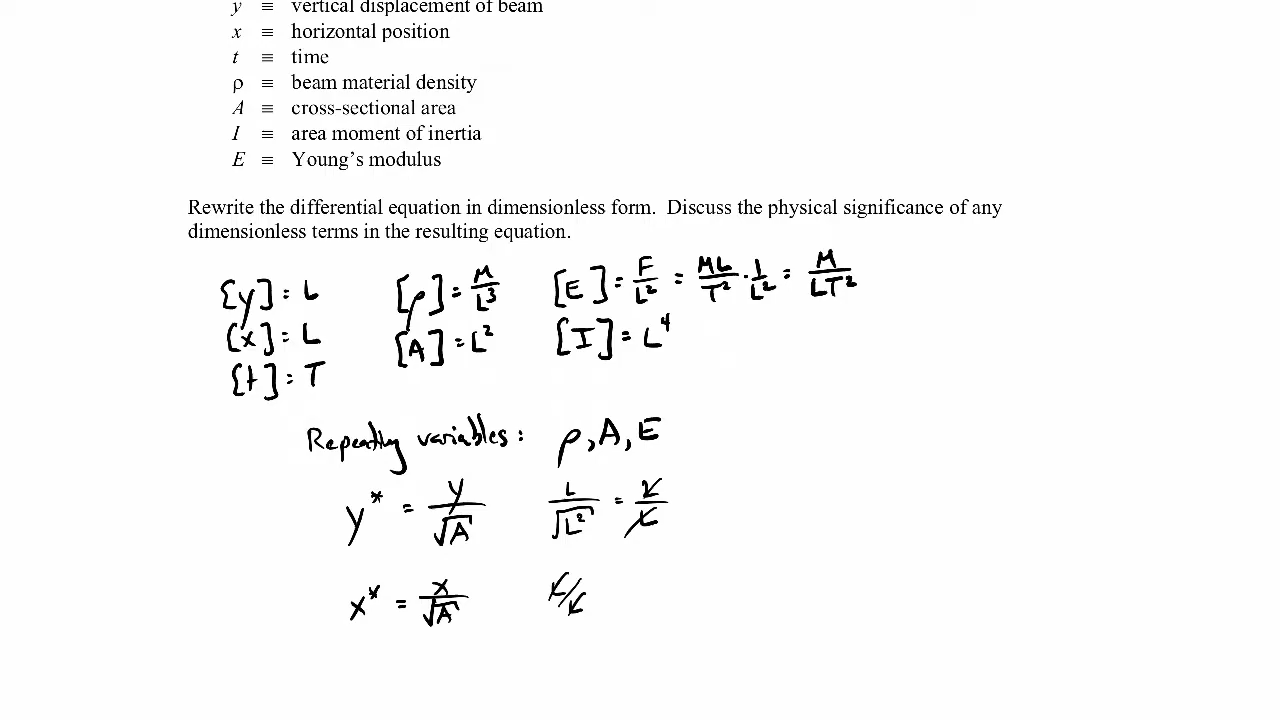 y ≡ vertical displacement of beam
x ≡ horizontal position
t ≡ time
ρ ≡ beam material density
A ≡ cross-sectional area
I ≡ area moment of inertia
E ≡ Young's modulus
Rewrite the differential equation in dimensionless form. Discuss the physical significance of any
dimensionless terms in the resulting equation.
[y] = L [ρ] = M/L³ [E] = F/L² = ML/T² · 1/L² = M/LT²
[x] = L [A] = L² [I] = L⁴
[t] = T
Repeating variables: ρ, A, E
y* = y/√A L/√L² = L/L
x* = x/√A L/L